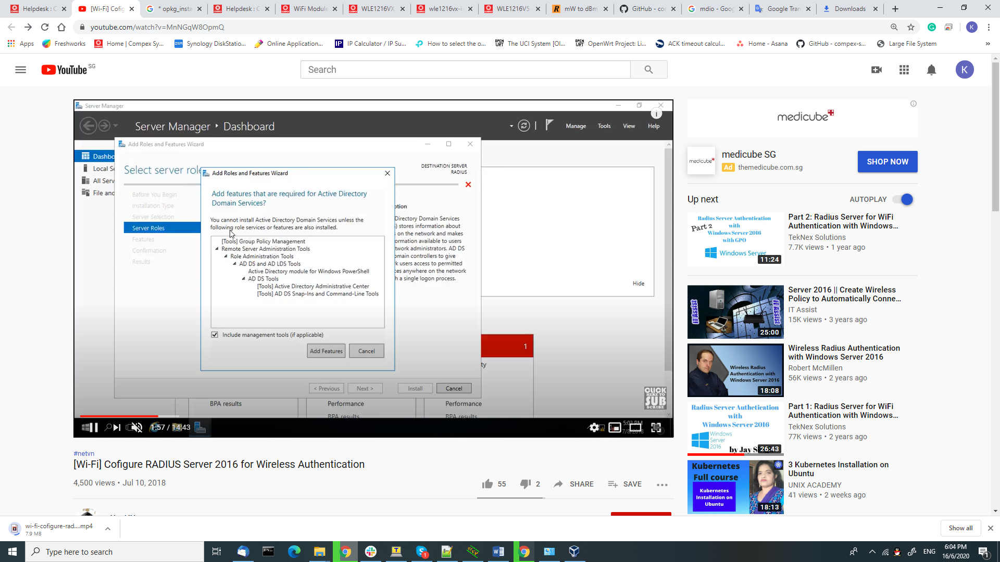 Helpdesk : C
[Wi-Fi] Cofig
* opkg_insta
Helpdesk : C
WiFi Module
WLE1216VX
wle1216vx-i-
WLE1216V5-
mW to dBm
GitHub - co
mdio - Goog
Google Tran
Downloads
youtube.com/watch?v=MnNGqW8OpmQ
K
Apps
Freshworks
Home | Compex Sy...
Synology DiskStatio...
Online Application...
IP Calculator / IP Su...
How to select the o...
The UCI System [Ol...
OpenWrt Project: Li...
ACK timeout calcul...
Home - Asana
GitHub - compex-s...
Large File System
»
YouTube SG
Search
K
Server Manager
Server Manager • Dashboard
Manage Tools View Help
Add Roles and Features Wizard
Dashbo
Local Se
All Serv
File and
Select server role
DESTINATION SERVER
RADIUS
Before You Begin
Installation Type
Server Selection
Server Roles
Features
Confirmation
Results
Add Roles and Features Wizard
Add features that are required for Active Directory
Domain Services?
You cannot install Active Directory Domain Services unless the
following role services or features are also installed.
[Tools] Group Policy Management
Remote Server Administration Tools
Role Administration Tools
AD DS and AD LDS Tools
Active Directory module for Windows PowerShell
AD DS Tools
[Tools] Active Directory Administrative Center
[Tools] AD DS Snap-Ins and Command-Line Tools
Include management tools (if applicable)
Add Features Cancel
ption
Directory Domain Services
) stores information about
on the network and makes
ormation available to users
twork administrators. AD DS
omain controllers to give
k users access to permitted
ces anywhere on the network
h a single logon process.
Hide
1
ty
< Previous Next > Install Cancel
BPA results
Performance
BPA results
Performance
BPA results
CLICK
HERE TO
SUB
SCRIBE
1:57 / 14:43
5:03 PM
#netvn
[Wi-Fi] Cofigure RADIUS Server 2016 for Wireless Authentication
4,500 views • Jul 10, 2018
55
2
SHARE
SAVE
medicube
medicube
medicube SG
Ad themedicube.com.sg
SHOP NOW
Up next
AUTOPLAY
Radius Server Authentication
with
Part 2
Windows Server 2016
with GPO
Windows Server
11:24
Part 2: Radius Server for WiFi
Authentication with Windows...
TekNex Solutions
7.7K views • 1 year ago
IT Assist
IT Assist
25:00
Server 2016 || Create Wireless
Policy to Automatically Conne...
IT Assist
15K views • 3 years ago
Wireless Radius
Authentication with
Windows Server 2016
18:08
Wireless Radius Authentication
with Windows Server 2016
Robert McMillen
56K views • 2 years ago
Radius Server Authetication
with
Windows Server 2016
Windows
Server
2016
by Jay S
26:43
Part 1: Radius Server for WiFi
Authentication with Windows...
TekNex Solutions
77K views • 2 years ago
Kubernetes
Full course
Kubernetes
Installation on
Ubuntu
18:13
3 Kubernetes Installation on
Ubuntu
UNIX ACADEMY
41 views • 2 weeks ago
wi-fi-cofigure-rad....mp4
7.9 MB
Show all
Type here to search
ENG
6:04 PM
16/6/2020
1